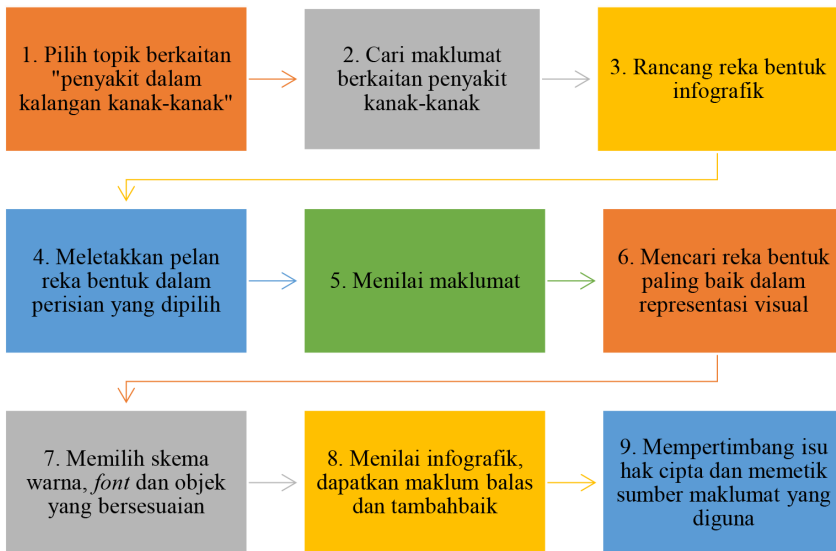 1. Pilih topik berkaitan
"penyakit dalam
kalangan kanak-kanak"
2. Cari maklumat
berkaitan penyakit
kanak-kanak
3. Rancang reka bentuk
infografik
4. Meletakkan pelan
reka bentuk dalam
perisian yang dipilih
5. Menilai maklumat
6. Mencari reka bentuk
paling baik dalam
representasi visual
7. Memilih skema
warna, font dan objek
yang bersesuaian
8. Menilai infografik,
dapatkan maklum balas
dan tambahbaik
9. Mempertimbang isu
hak cipta dan memetik
sumber maklumat yang
diguna